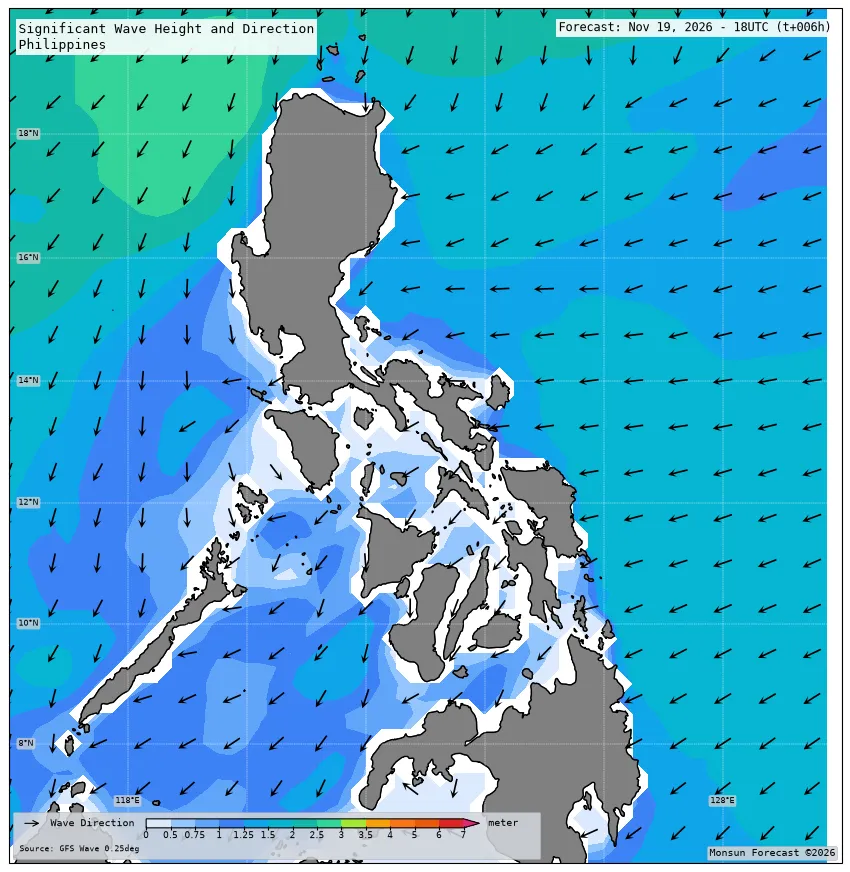 Significant Wave Height and Direction
Philippines
Forecast: Nov 19, 2026 - 18UTC (t+006h)
18°N
16°N
14°N
12°N
10°N
8°N
118°E
128°E
Wave Direction
meter
0 0.5 0.75 1 1.25 1.5 2 2.5 3 3.5 4 5 6 7
Source: GFS Wave 0.25deg
Monsun Forecast ©2026